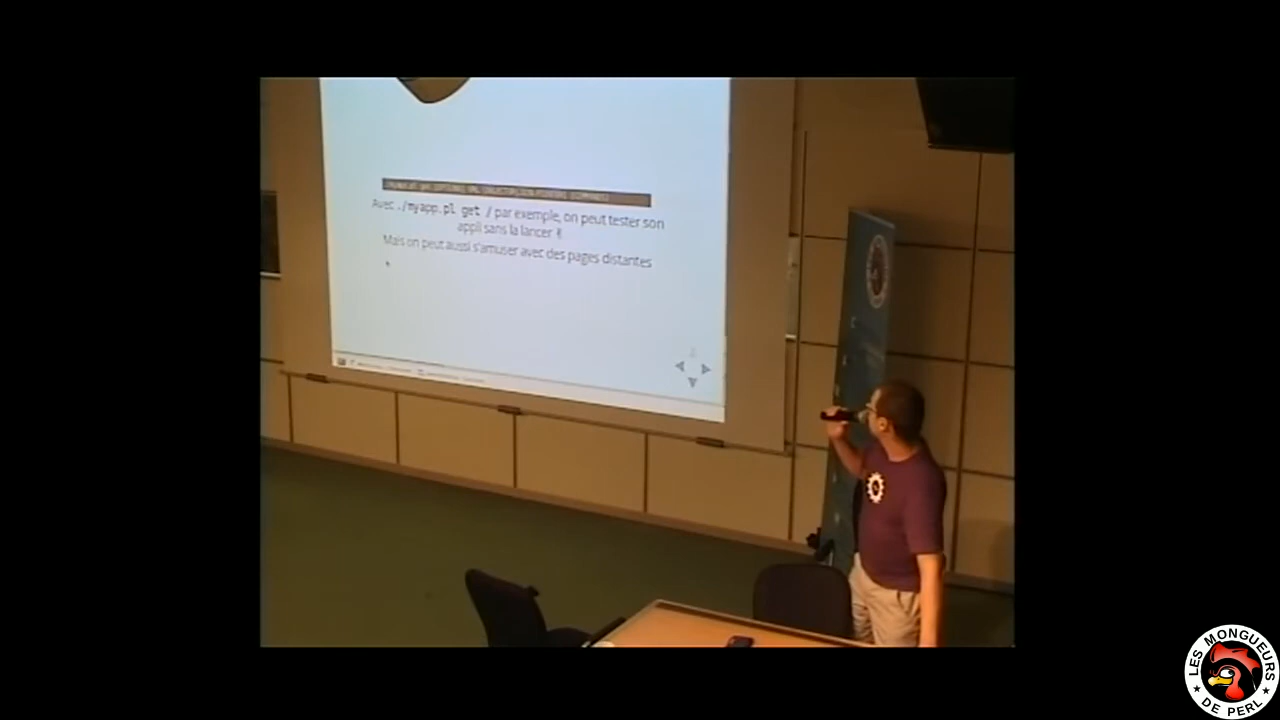 Avec ./myapp.pl get / par exemple, on peut tester son
appli sans la lancer !
Mais on peut aussi s'amuser avec des pages distantes
LES MONGUEURS
DE PERL